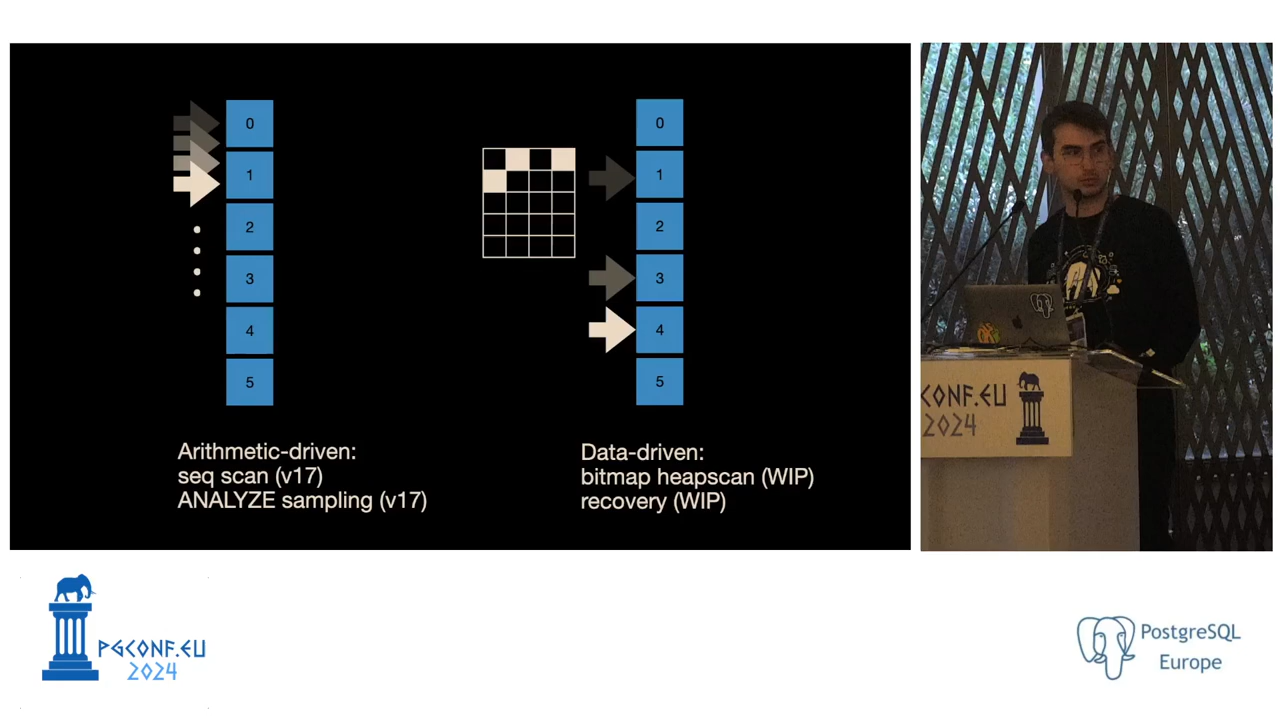 0
1
2
3
4
5
Arithmetic-driven:
seq scan (v17)
ANALYZE sampling (v17)
0
1
2
3
4
5
Data-driven:
bitmap heapscan (WIP)
recovery (WIP)
CONF.EU
2024
PGCONF.EU
2024
PostgreSQL
Europe